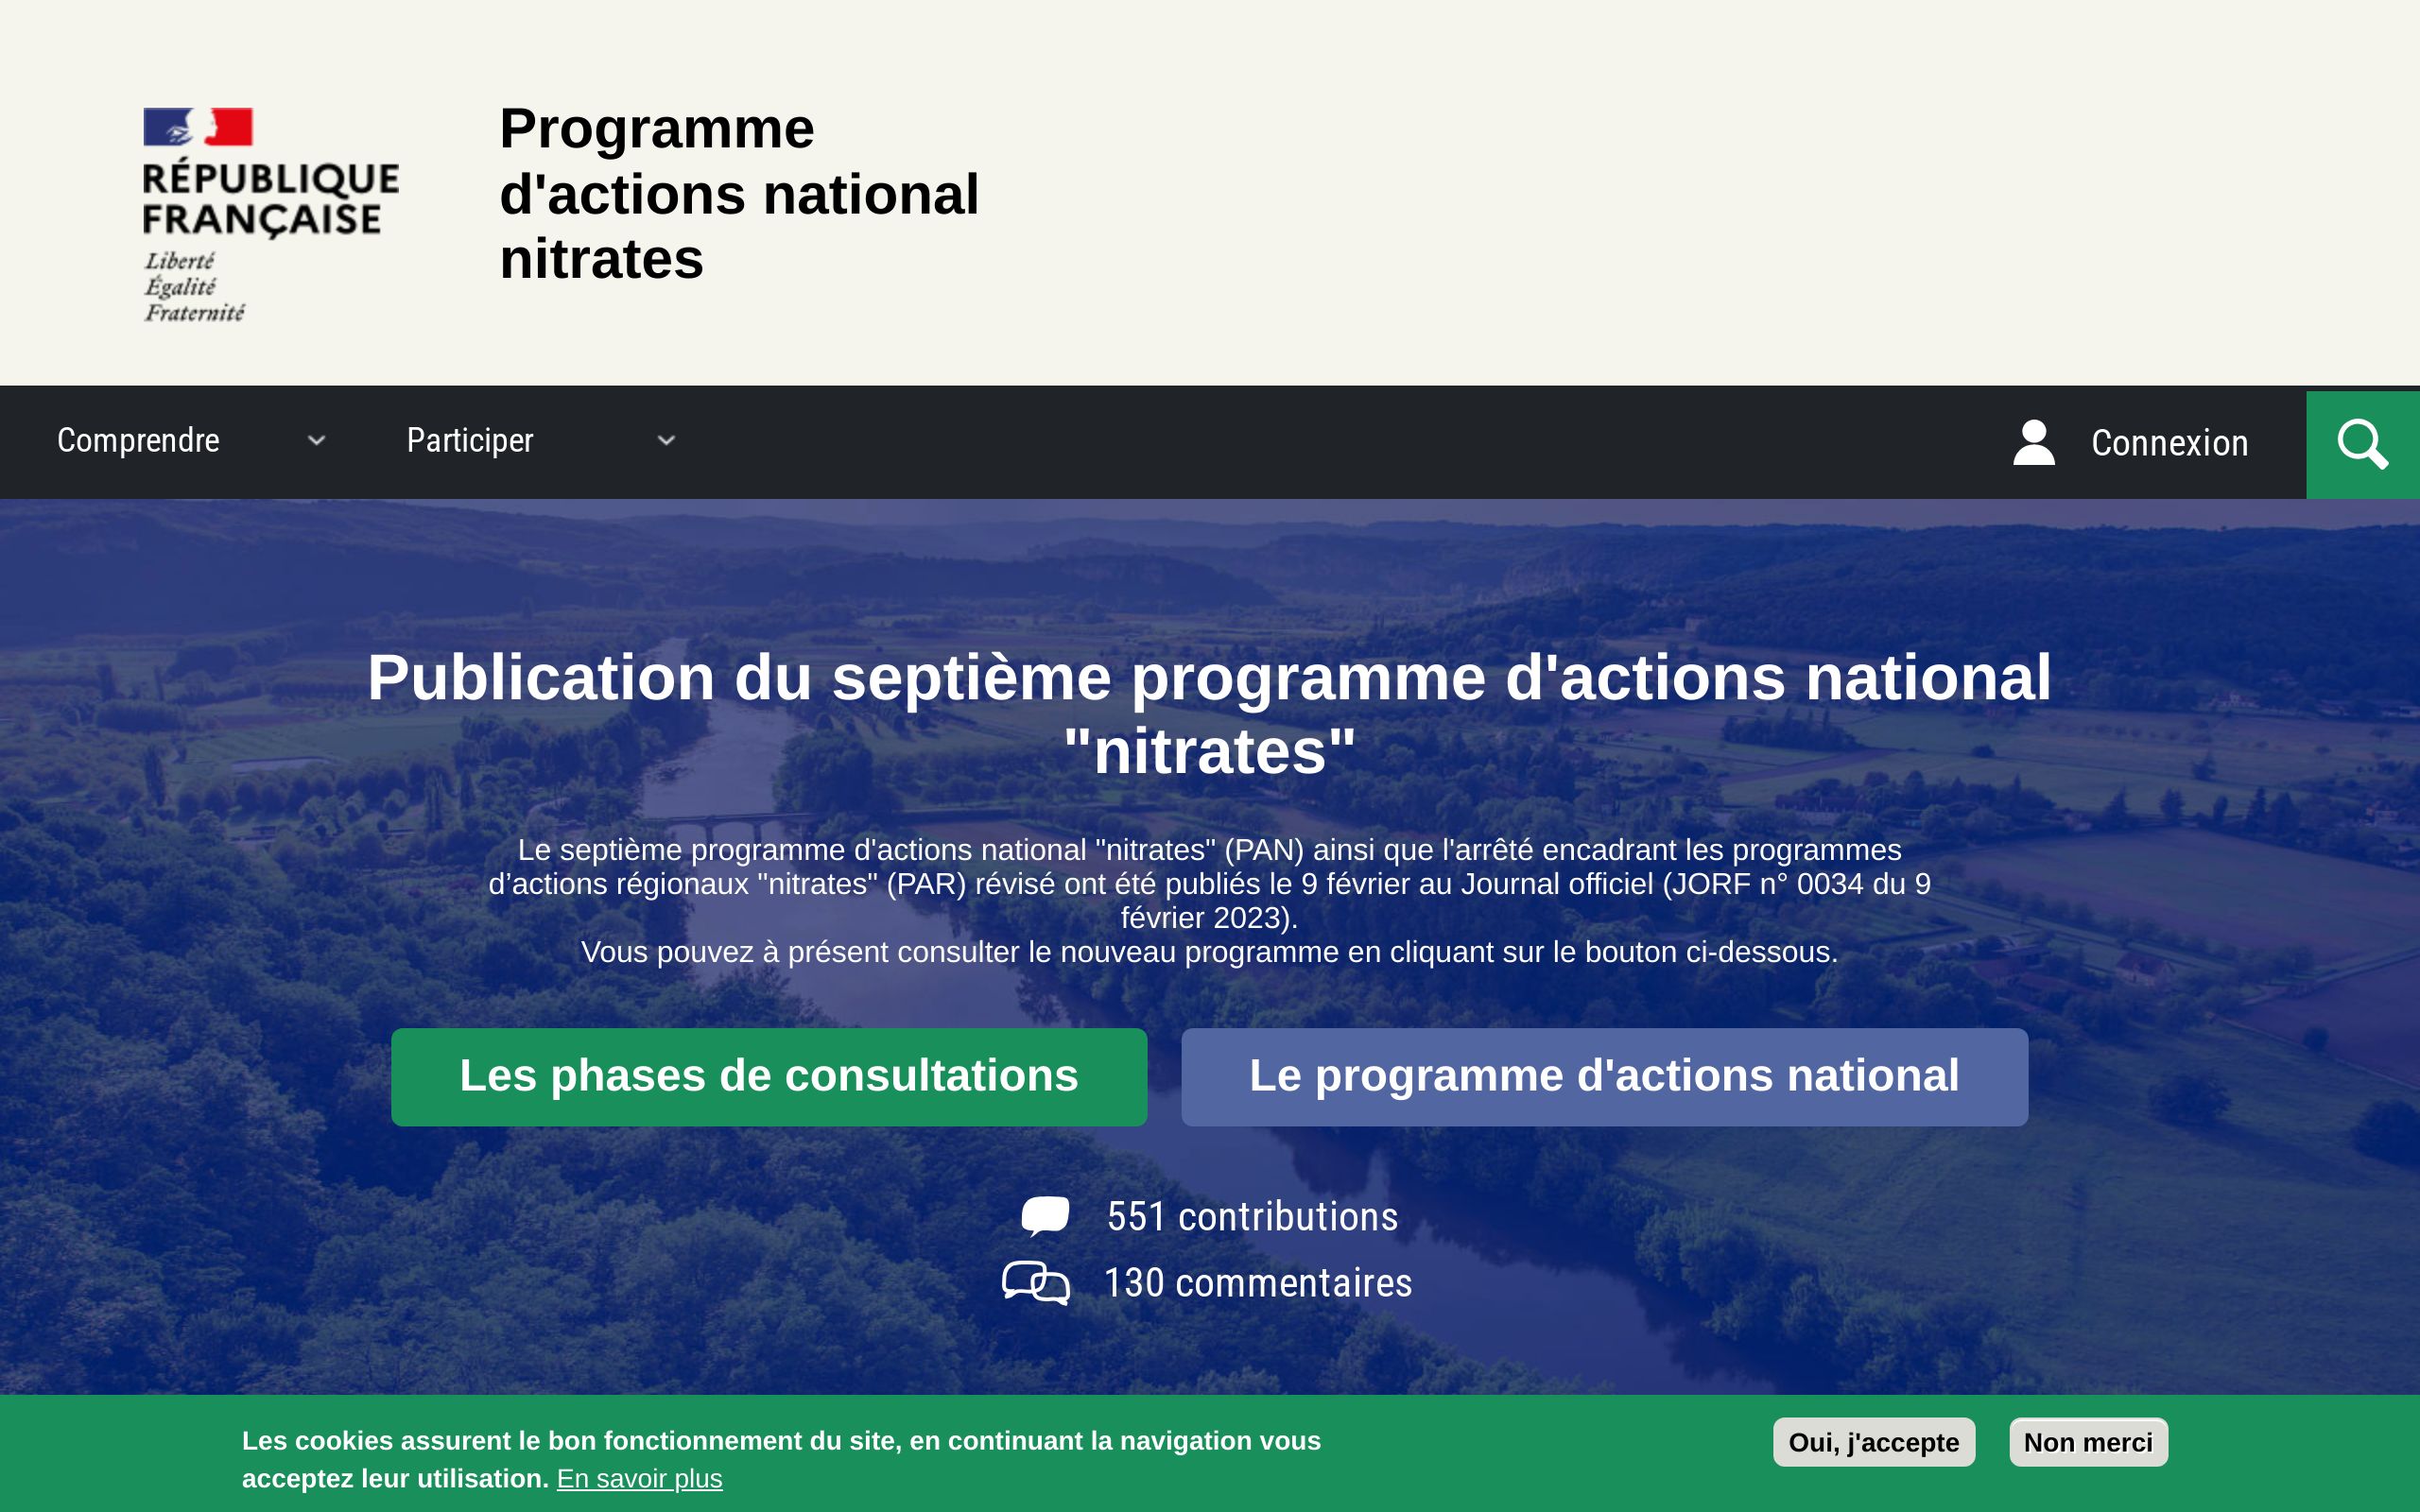 RÉPUBLIQUE
FRANÇAISE
Liberté
Égalité
Fraternité
Programme
d'actions national
nitrates
Comprendre
Participer
Connexion
Publication du septième programme d'actions national
"nitrates"
Le septième programme d'actions national "nitrates" (PAN) ainsi que l'arrêté encadrant les programmes
d’actions régionaux "nitrates" (PAR) révisé ont été publiés le 9 février au Journal officiel (JORF n° 0034 du 9
février 2023).
Vous pouvez à présent consulter le nouveau programme en cliquant sur le bouton ci-dessous.
Les phases de consultations
Le programme d'actions national
551 contributions
130 commentaires
Les cookies assurent le bon fonctionnement du site, en continuant la navigation vous
acceptez leur utilisation. En savoir plus
Oui, j'accepte
Non merci